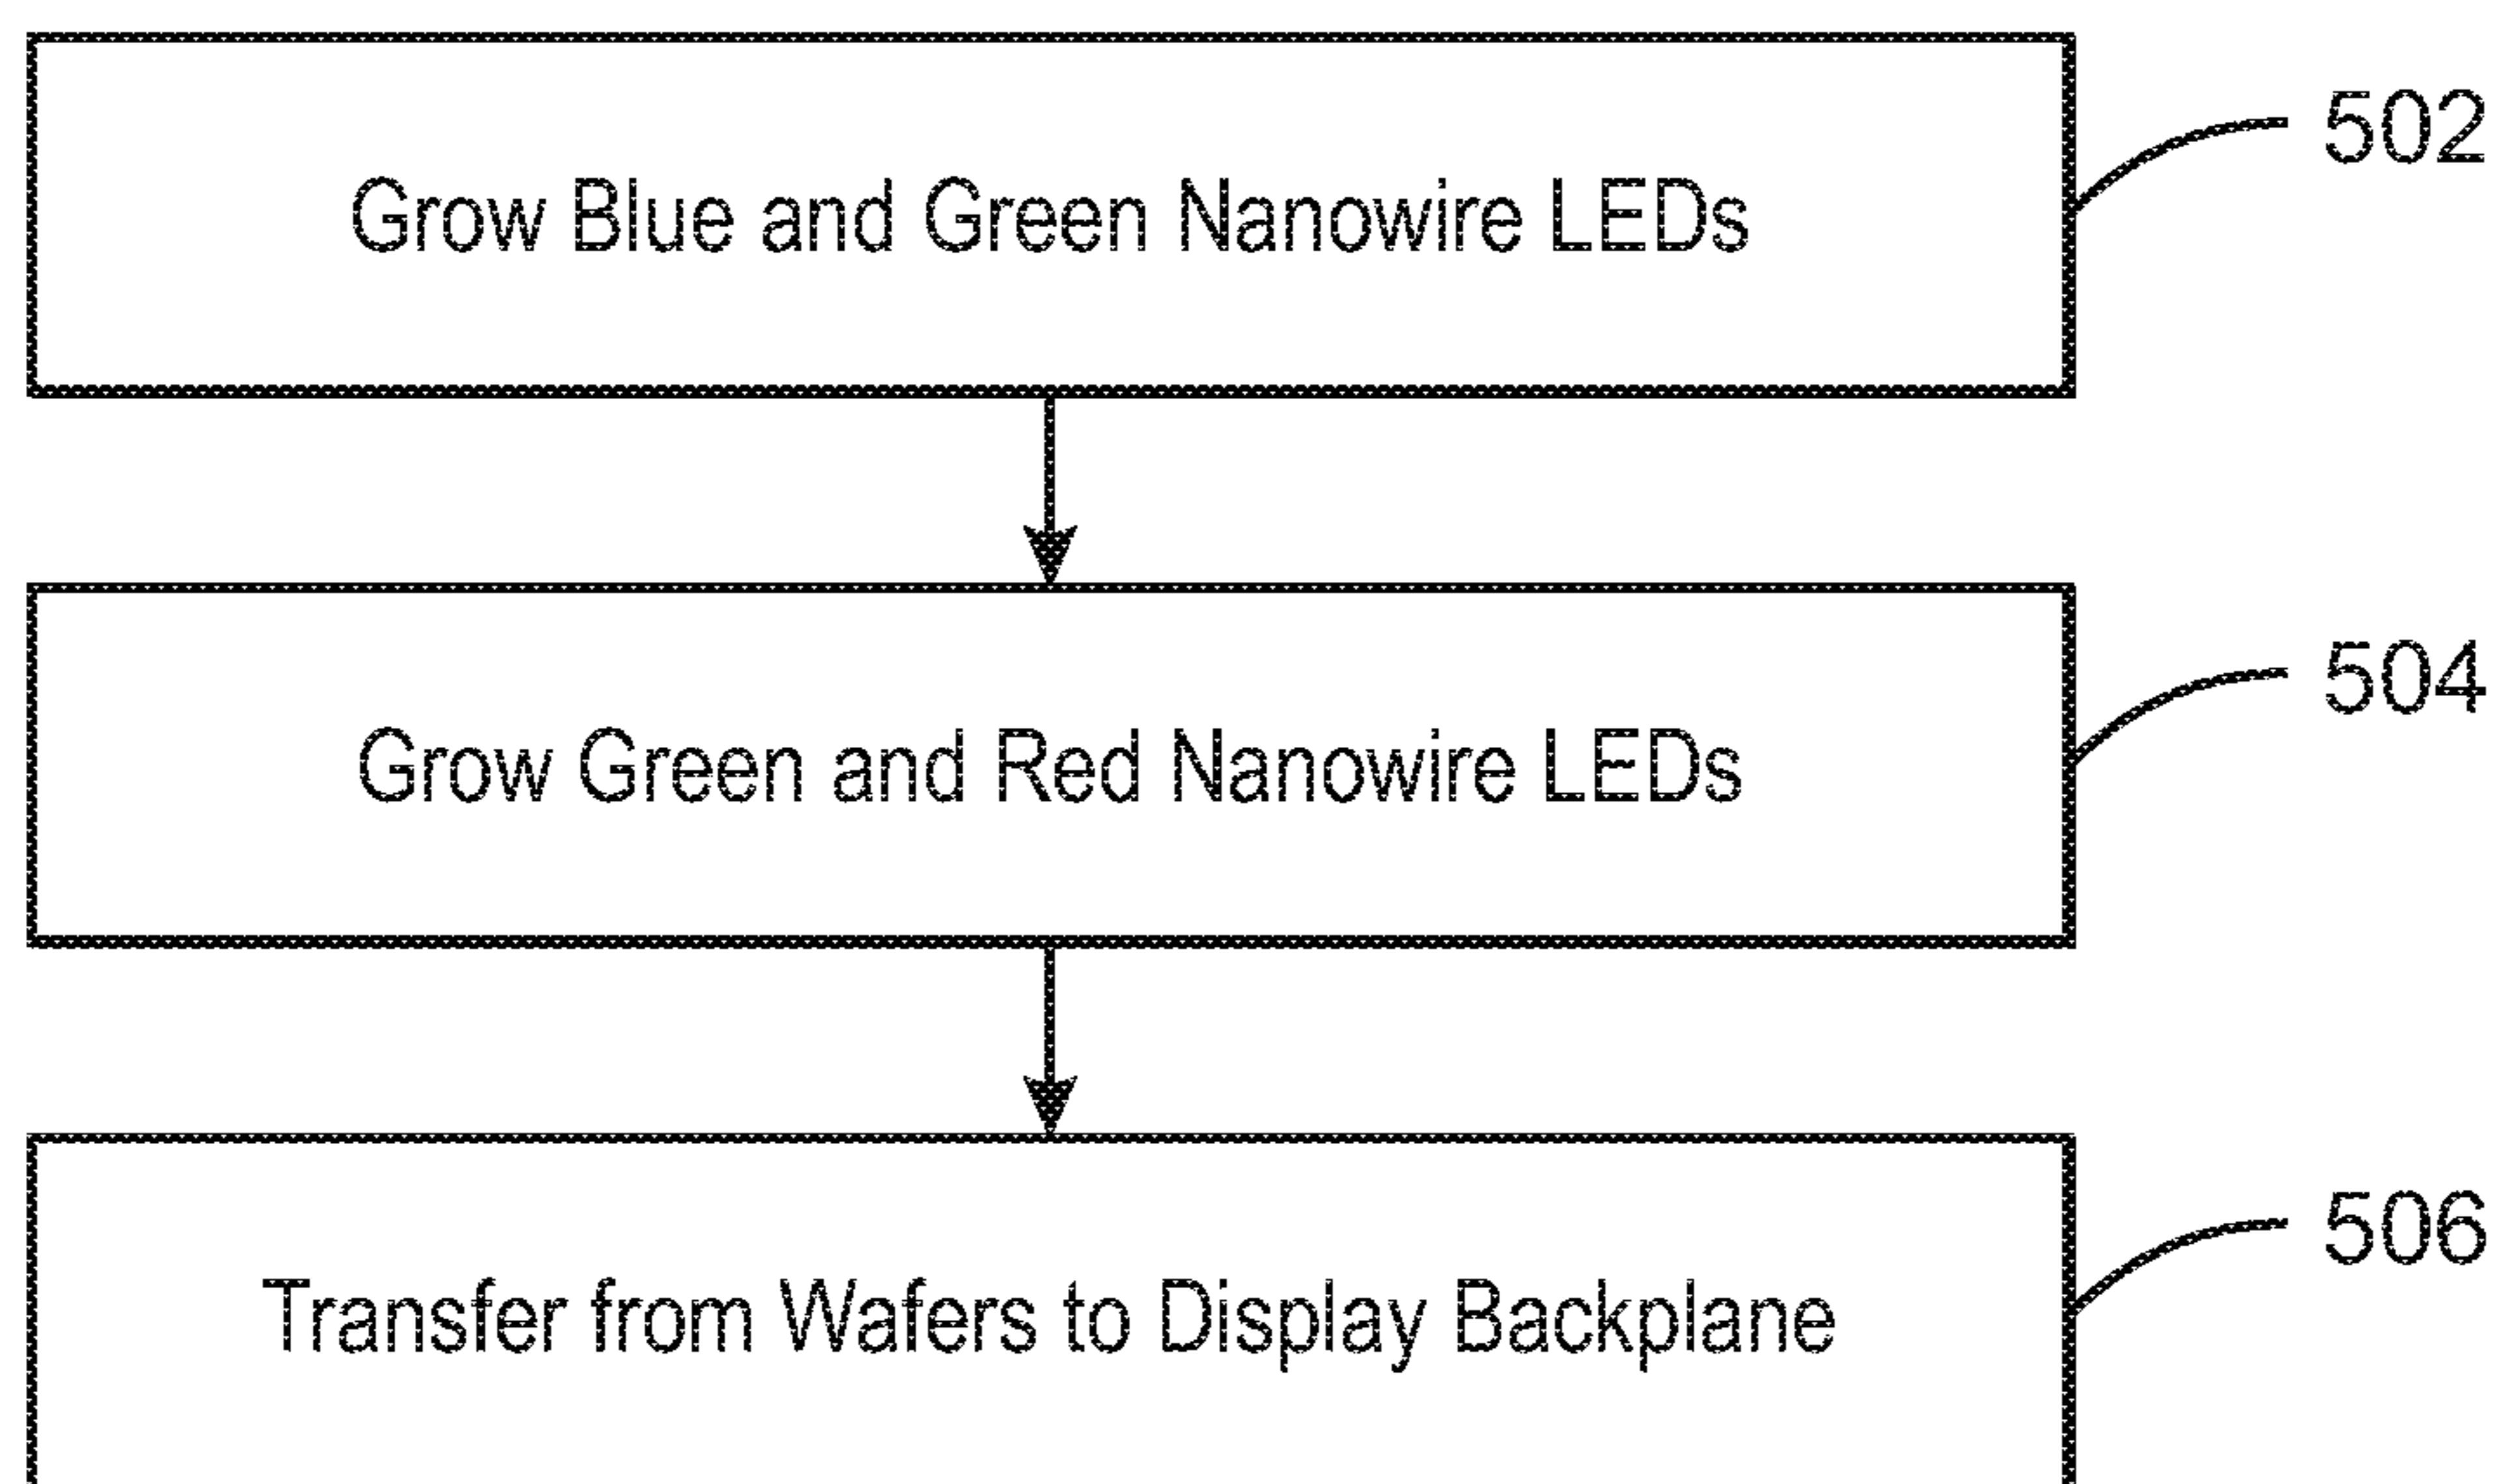 502
Grow Blue and Green Nanowire LEDs
504
Grow Green and Red Nanowire LEDs
506
Transfer from Wafers to Display Backplane